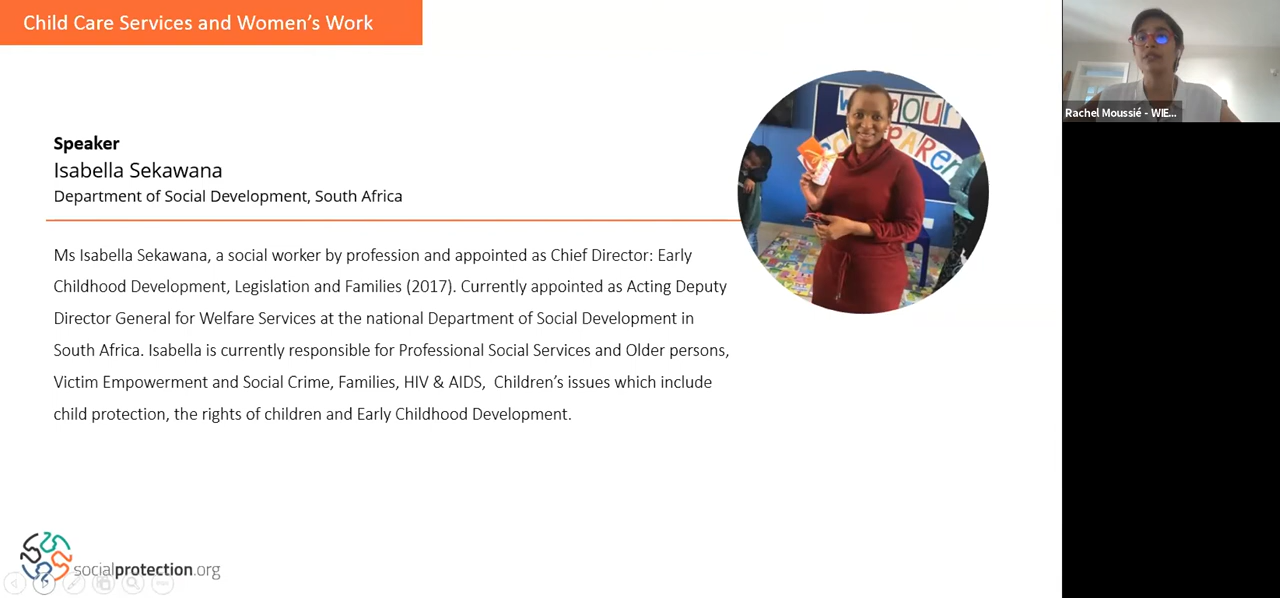 Child Care Services and Women's Work
Speaker
Isabella Sekawana
Department of Social Development, South Africa
Ms Isabella Sekawana, a social worker by profession and appointed as Chief Director: Early
Childhood Development, Legislation and Families (2017). Currently appointed as Acting Deputy
Director General for Welfare Services at the national Department of Social Development in
South Africa. Isabella is currently responsible for Professional Social Services and Older persons,
Victim Empowerment and Social Crime, Families, HIV & AIDS,  Children's issues which include
child protection, the rights of children and Early Childhood Development.
socialprotection.org
Rachel Moussié - WIE...